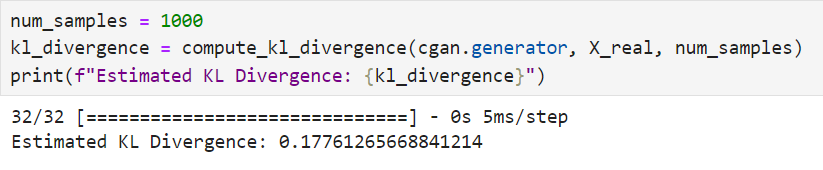 num_samples = 1000
kl_divergence = compute_kl_divergence(cgan.generator, X_real, num_samples)
print(f"Estimated KL Divergence: {kl_divergence}")
32/32 [==============================] - 0s 5ms/step
Estimated KL Divergence: 0.17761265668841214